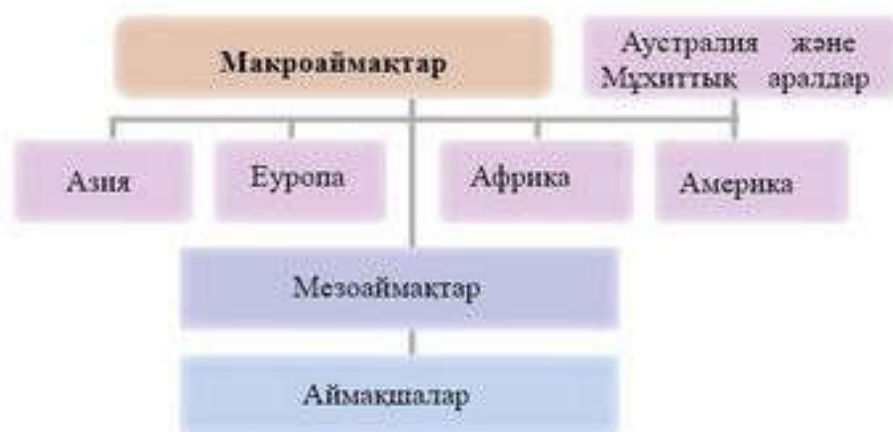 Макроаймақтар
Аустралия және
Мұхиттық аралдар
Азия
Еуропа
Африка
Америка
Мезоаймақтар
Аймақшалар